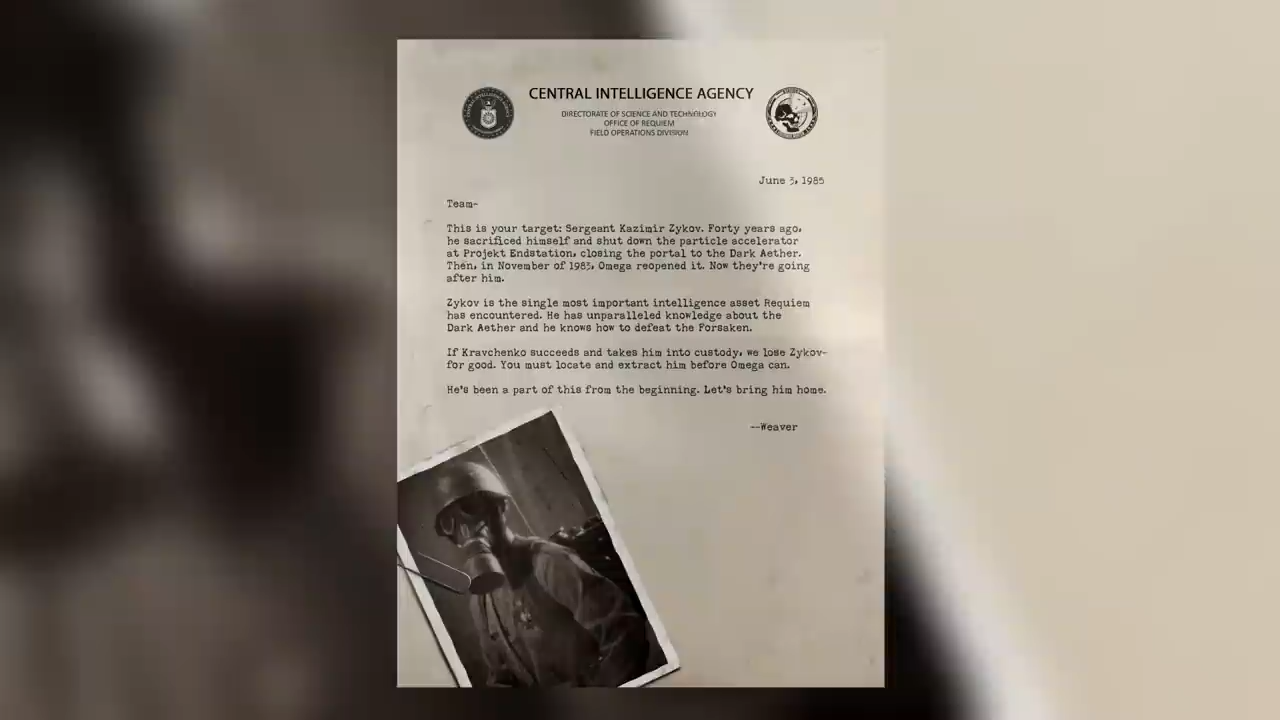 CENTRAL INTELLIGENCE AGENCY
DIRECTORATE OF SCIENCE AND TECHNOLOGY
OFFICE OF REQUIEM
FIELD OPERATIONS DIVISION
June 3, 1985
Team-
This is your target: Sergeant Kazimir Zykov. Forty years ago,
he sacrificed himself and shut down the particle accelerator
at Projekt Endstation, closing the portal to the Dark Aether.
Then, in November of 1983, Omega reopened it. Now they're going
after him.
Zykov is the single most important intelligence asset Requiem
has encountered. He has unparalleled knowledge about the
Dark Aether and he knows how to defeat the Forsaken.
If Kravchenko succeeds and takes him into custody, we lose Zykov-
for good. You must locate and extract him before Omega can.
He's been a part of this from the beginning. Let's bring him home.
--Weaver